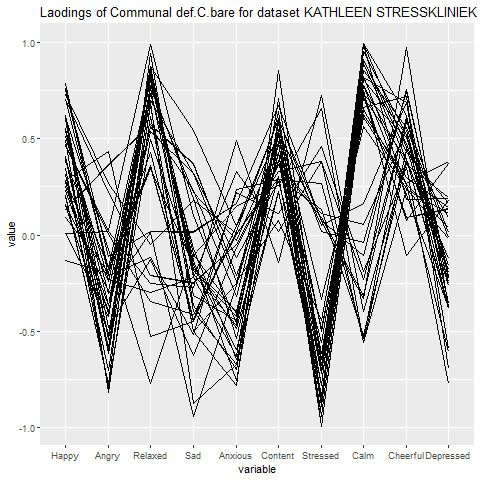 Laodings of Communal def.C.bare for dataset KATHLEEN STRESSKLINIEK
1.0
0.5
0.0
-0.5
-1.0
value
Happy Angry Relaxed Sad Anxious Content Stressed Calm Cheerful Depressed
variable